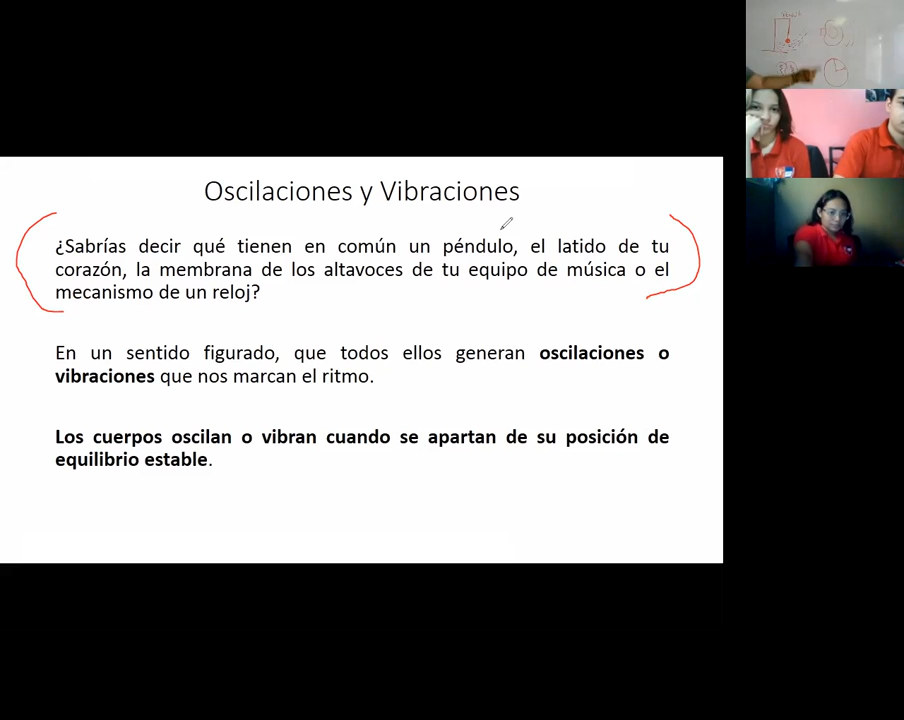 Oscilaciones y Vibraciones
¿Sabrías decir qué tienen en común un péndulo, el latido de tu
corazón, la membrana de los altavoces de tu equipo de música o el
mecanismo de un reloj?
En un sentido figurado, que todos ellos generan oscilaciones o
vibraciones que nos marcan el ritmo.
Los cuerpos oscilan o vibran cuando se apartan de su posición de
equilibrio estable.